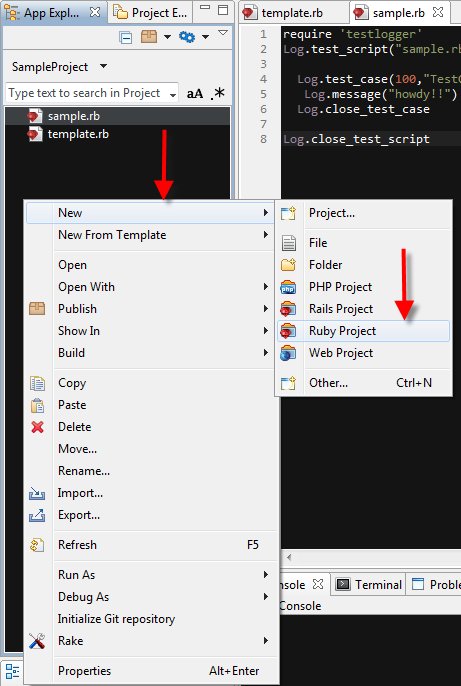 App Explo...
Project E...
template.rb
sample.rb
SampleProject
Type text to search in Project
aA .*
sample.rb
template.rb
1 require 'testlogger'
2 Log.test_script("sample.rb
3
4 Log.test_case(100,"TestC
5 Log.message("howdy!!")
6 Log.close_test_case
7
8 Log.close_test_script
New
New From Template
Open
Open With
Publish
Show In
Build
Copy
Paste
Delete
Move...
Rename...
Import...
Export...
Refresh F5
Run As
Debug As
Initialize Git repository
Rake
Properties Alt+Enter
Project...
File
Folder
PHP Project
Rails Project
Ruby Project
Web Project
Other... Ctrl+N
nsole
Terminal
Proble
Console